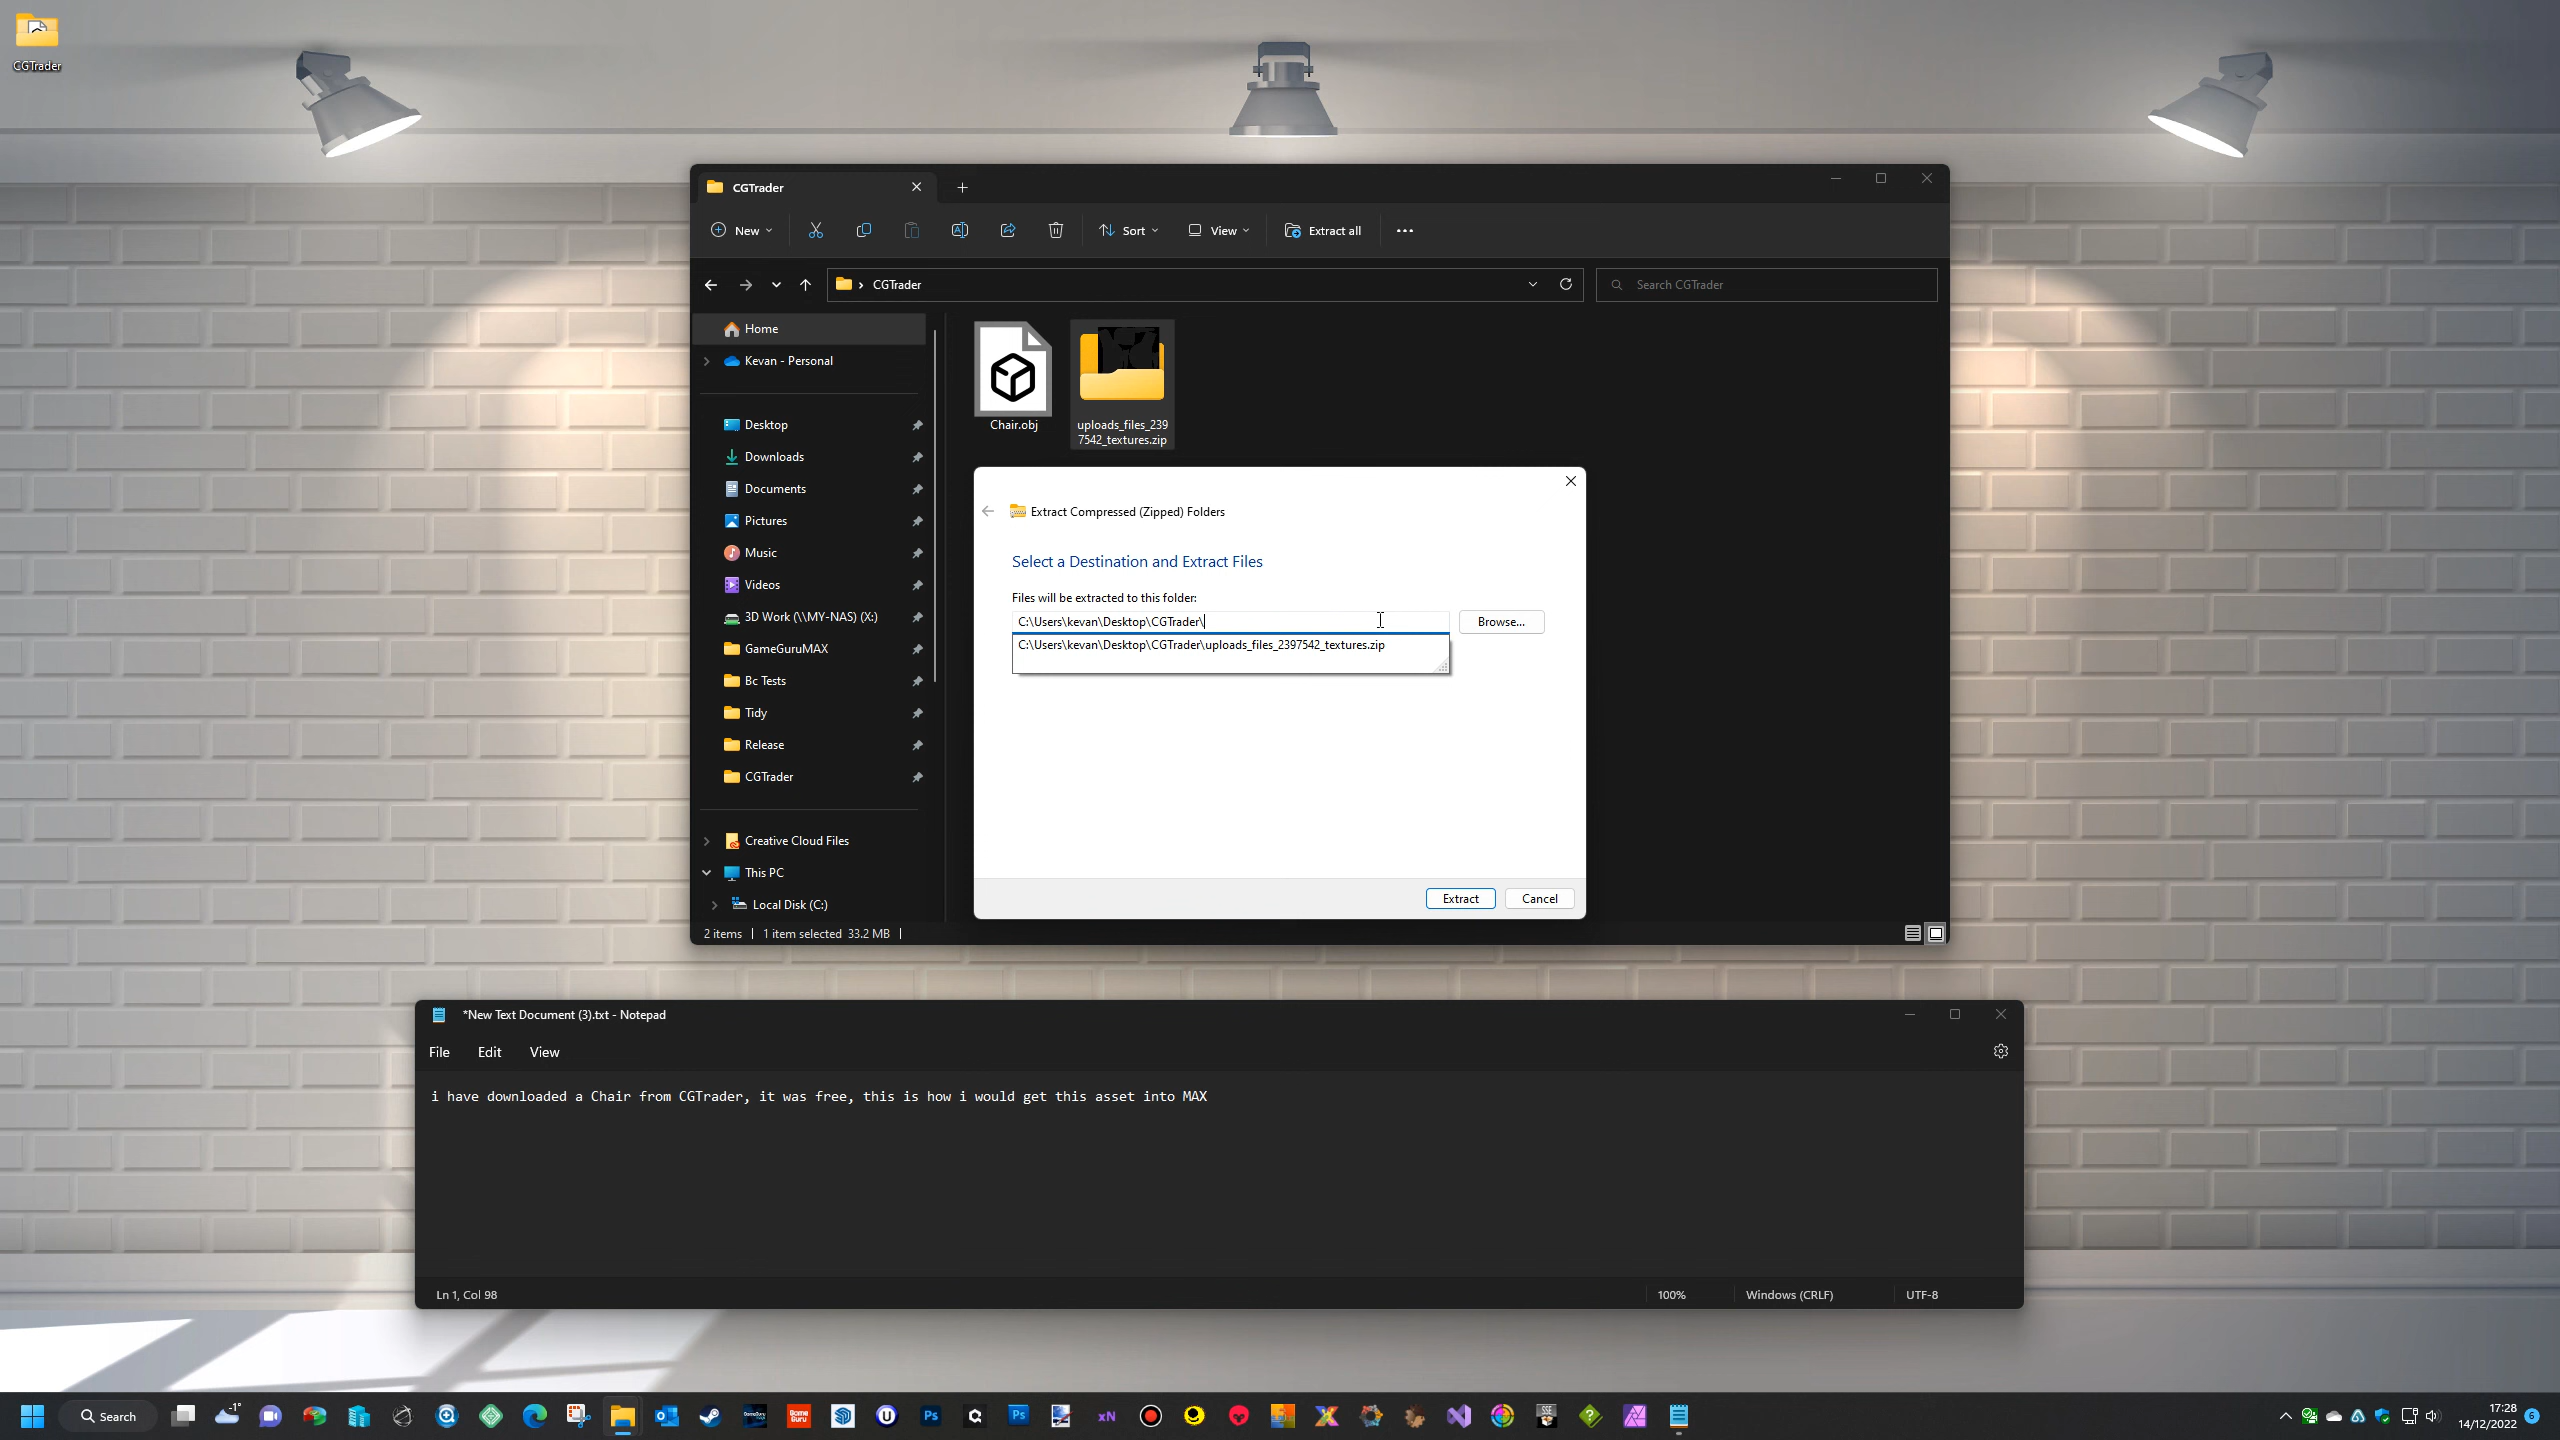 CGTrader
CGTrader
New
Sort
View
Extract all
CGTrader
Search CGTrader
Home
Kevan - Personal
Desktop
Downloads
Documents
Pictures
Music
Videos
3D Work (\\MY-NAS) (X:)
GameGuruMAX
Bc Tests
Tidy
Release
CGTrader
Creative Cloud Files
This PC
Local Disk (C:)
Chair.obj
uploads_files_239
7542_textures.zip
Extract Compressed (Zipped) Folders
Select a Destination and Extract Files
Files will be extracted to this folder:
C:\Users\kevan\Desktop\CGTrader\
Browse...
C:\Users\kevan\Desktop\CGTrader\uploads_files_2397542_textures.zip
Extract
Cancel
2 items
1 item selected 33.2 MB
*New Text Document (3).txt - Notepad
File
Edit
View
i have downloaded a Chair from CGTrader, it was free, this is how i would get this asset into MAX
Ln 1, Col 98
100%
Windows (CRLF)
UTF-8
Search
-1°
Ps
Ps
xN
SSE
17:28
14/12/2022
6